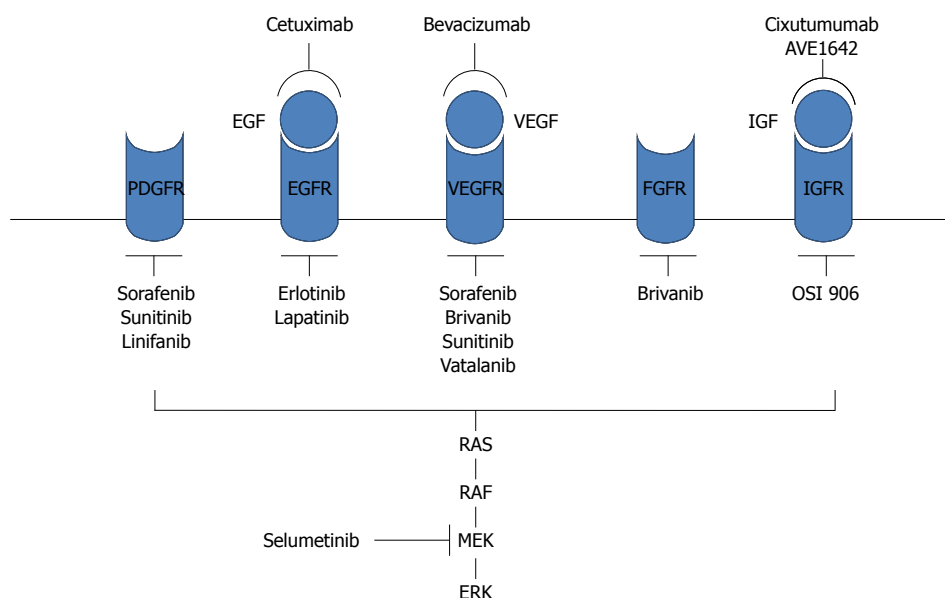 Cetuximab
Bevacizumab
Cixutumumab
AVE1642
EGF
VEGF
IGF
PDGFR
EGFR
VEGFR
FGFR
IGFR
Sorafenib
Sunitinib
Linifanib
Erlotinib
Lapatinib
Sorafenib
Brivanib
Sunitinib
Vatalanib
Brivanib
OSI 906
RAS
RAF
Selumetinib
MEK
ERK